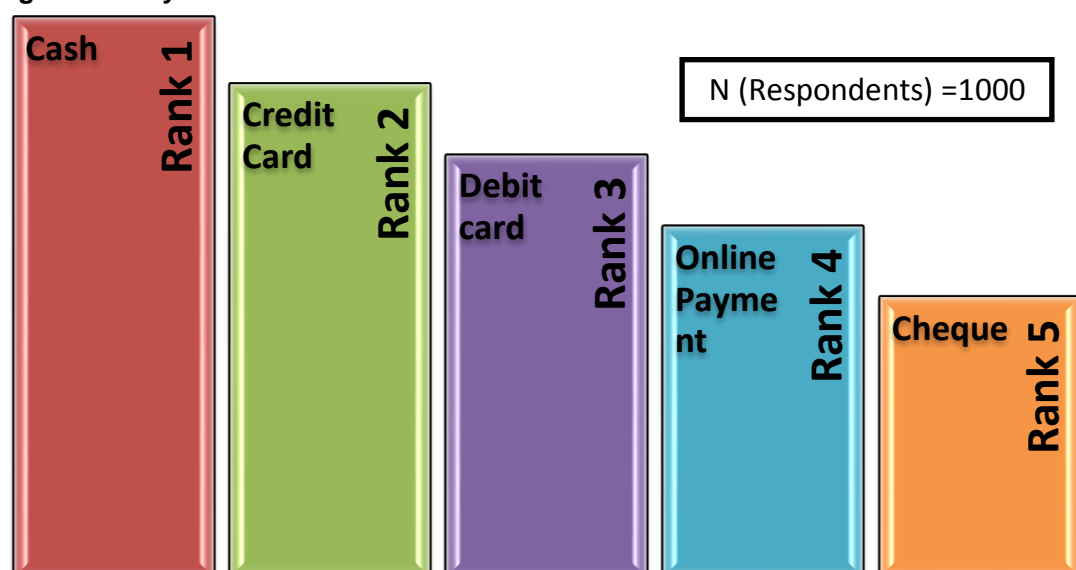 Cash
Rank 1
Credit
Card
Rank 2
Debit
card
Rank 3
Online
Payme
nt
Rank 4
Cheque
Rank 5
N (Respondents) =1000